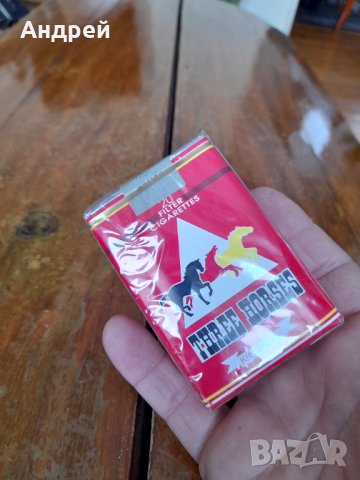 Андрей
20
FILTER
CIGARETTES
THREE HORSES
BAZAR